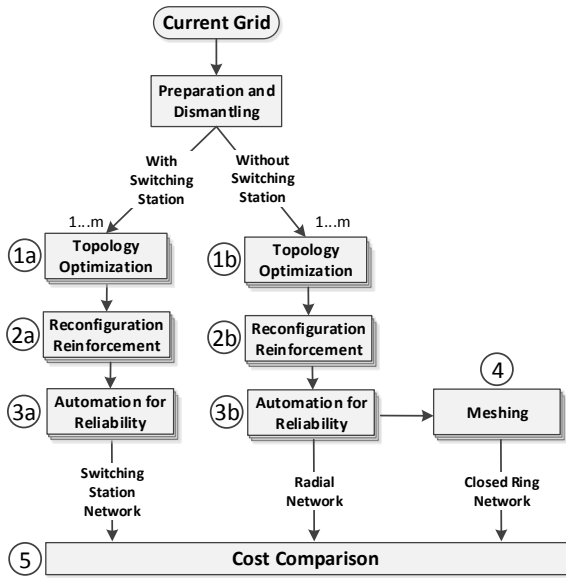 Current Grid
Preparation and
Dismantling
With
Switching
Station
Without
Switching
Station
1...m
1...m
1a
Topology
Optimization
1b
Topology
Optimization
2a
Reconfiguration
Reinforcement
2b
Reconfiguration
Reinforcement
3a
Automation for
Reliability
3b
Automation for
Reliability
4
Meshing
Switching
Station
Network
Radial
Network
Closed Ring
Network
5
Cost Comparison